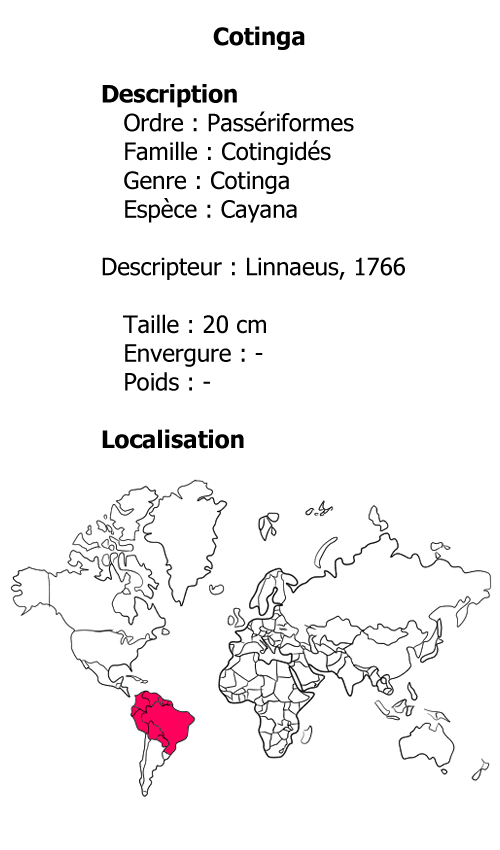 Cotinga
Description
Ordre : Passériformes
Famille : Cotingidés
Genre : Cotinga
Espèce : Cayana
Descripteur : Linnaeus, 1766
Taille : 20 cm
Envergure : -
Poids : -
Localisation